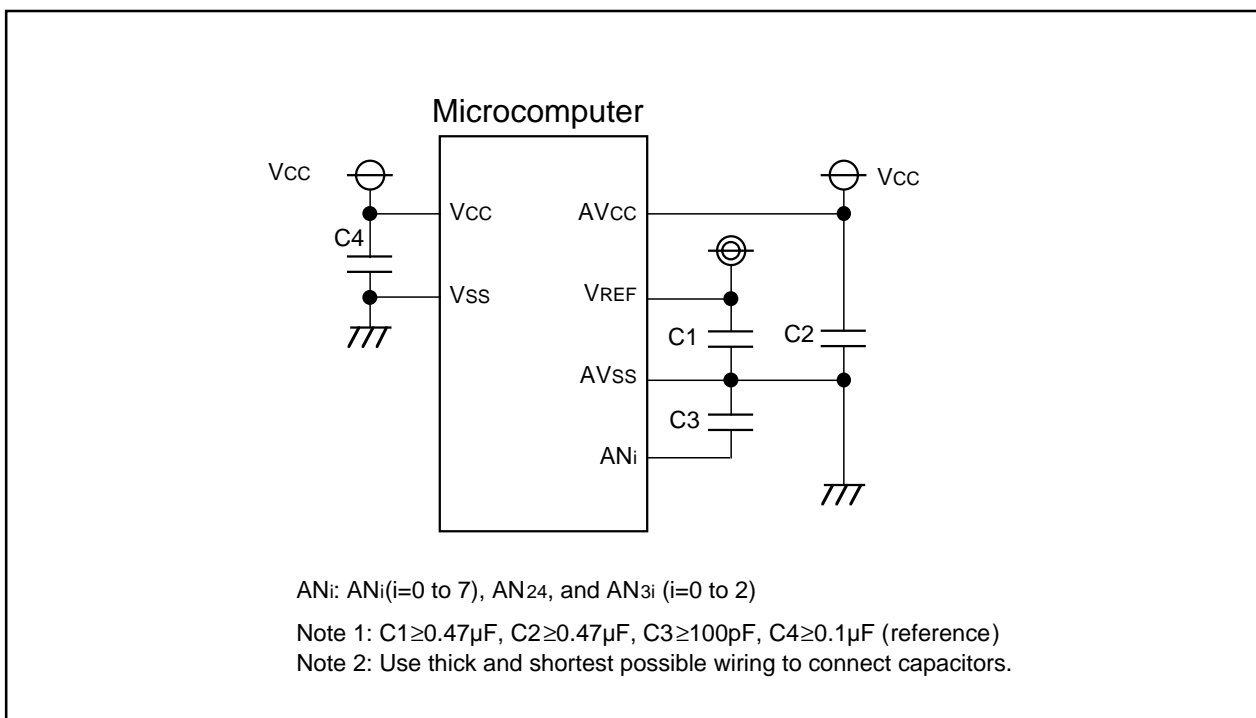 Microcomputer
VCC
VCC
AVCC
VCC
C4
VREF
VSS
C1
C2
AVSS
C3
ANi
ANi: ANi(i=0 to 7), AN24, and AN3i (i=0 to 2)
Note 1: C1≥0.47µF, C2≥0.47µF, C3≥100pF, C4≥0.1µF (reference)
Note 2: Use thick and shortest possible wiring to connect capacitors.